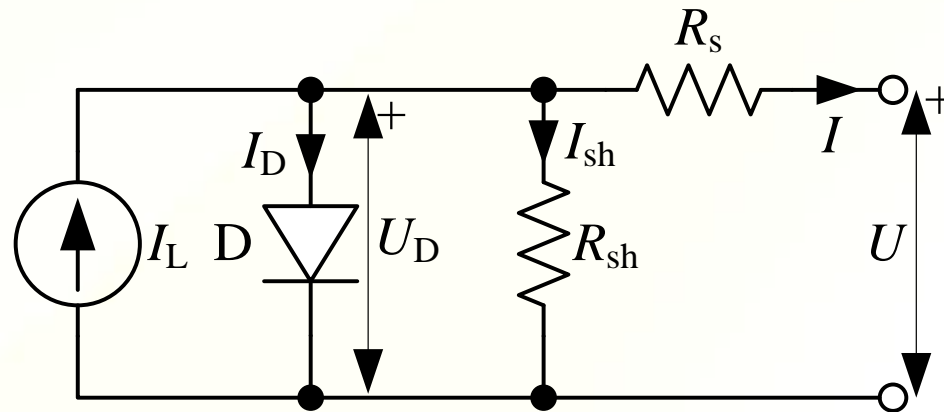 R_s
+
+
I_D
I_sh
I
I_L
D
U_D
R_sh
U